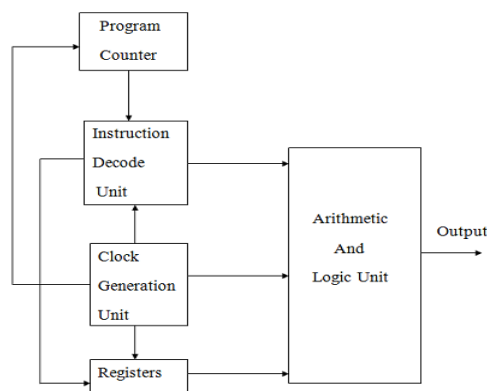 Program
Counter
Instruction
Decode
Unit
Arithmetic
And
Logic Unit
Output
Clock
Generation
Unit
Registers